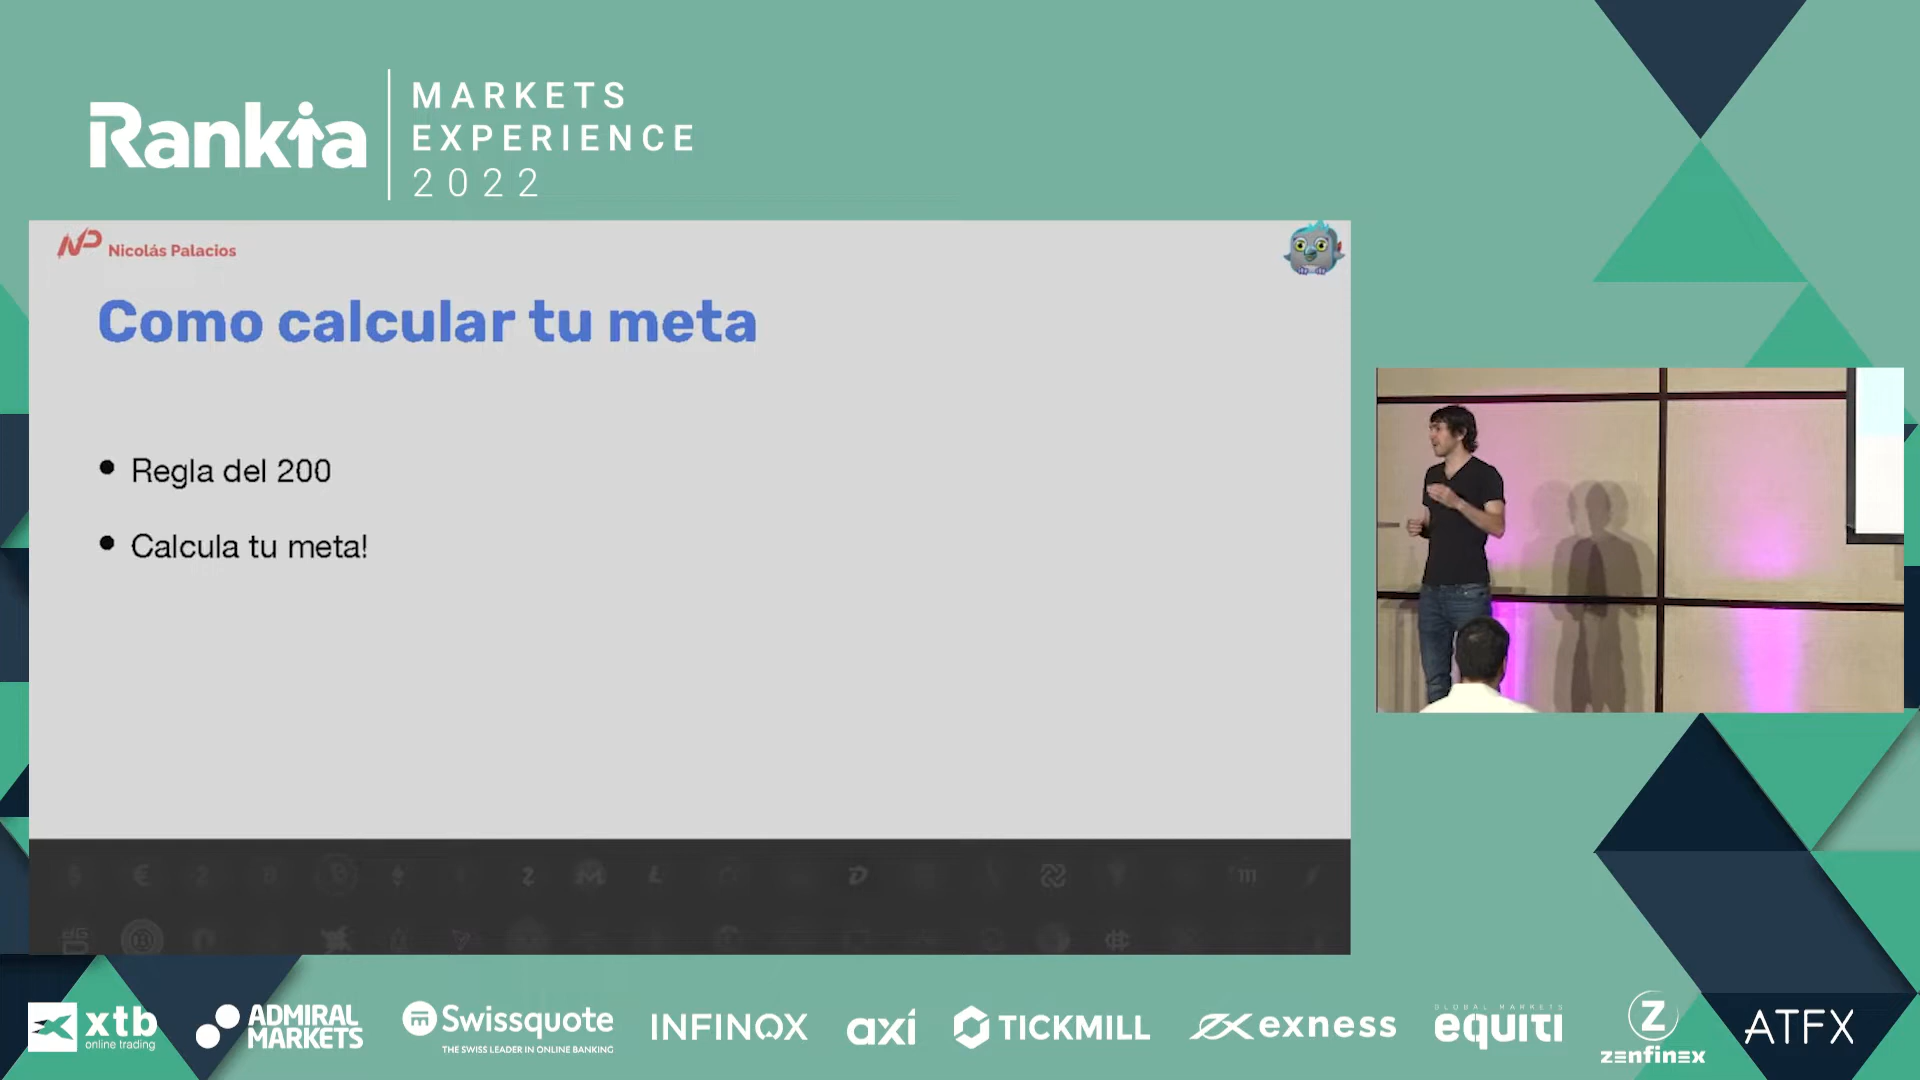 Rankia
MARKETS
EXPERIENCE
2022
NP Nicolás Palacios
Como calcular tu meta
• Regla del 200
• Calcula tu meta!
xtb
online trading
ADMIRAL
MARKETS
Swissquote
THE SWISS LEADER IN ONLINE BANKING
INFINOX
axi
TICKMILL
exness
GLOBAL MARKETS
equiti
Z
zenfinex
ATFX